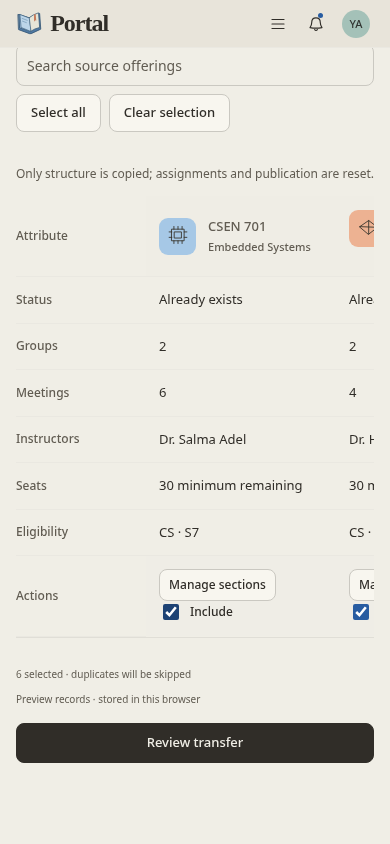 Portal
YA
Search source offerings
Select all
Clear selection
Only structure is copied; assignments and publication are reset.
Attribute
CSEN 701
Embedded Systems
Status
Already exists
Groups
2
2
Meetings
6
4
Instructors
Dr. Salma Adel
Dr.
Seats
30 minimum remaining
30
Eligibility
CS · S7
CS ·
Actions
Manage sections
Include
6 selected · duplicates will be skipped
Preview records · stored in this browser
Review transfer